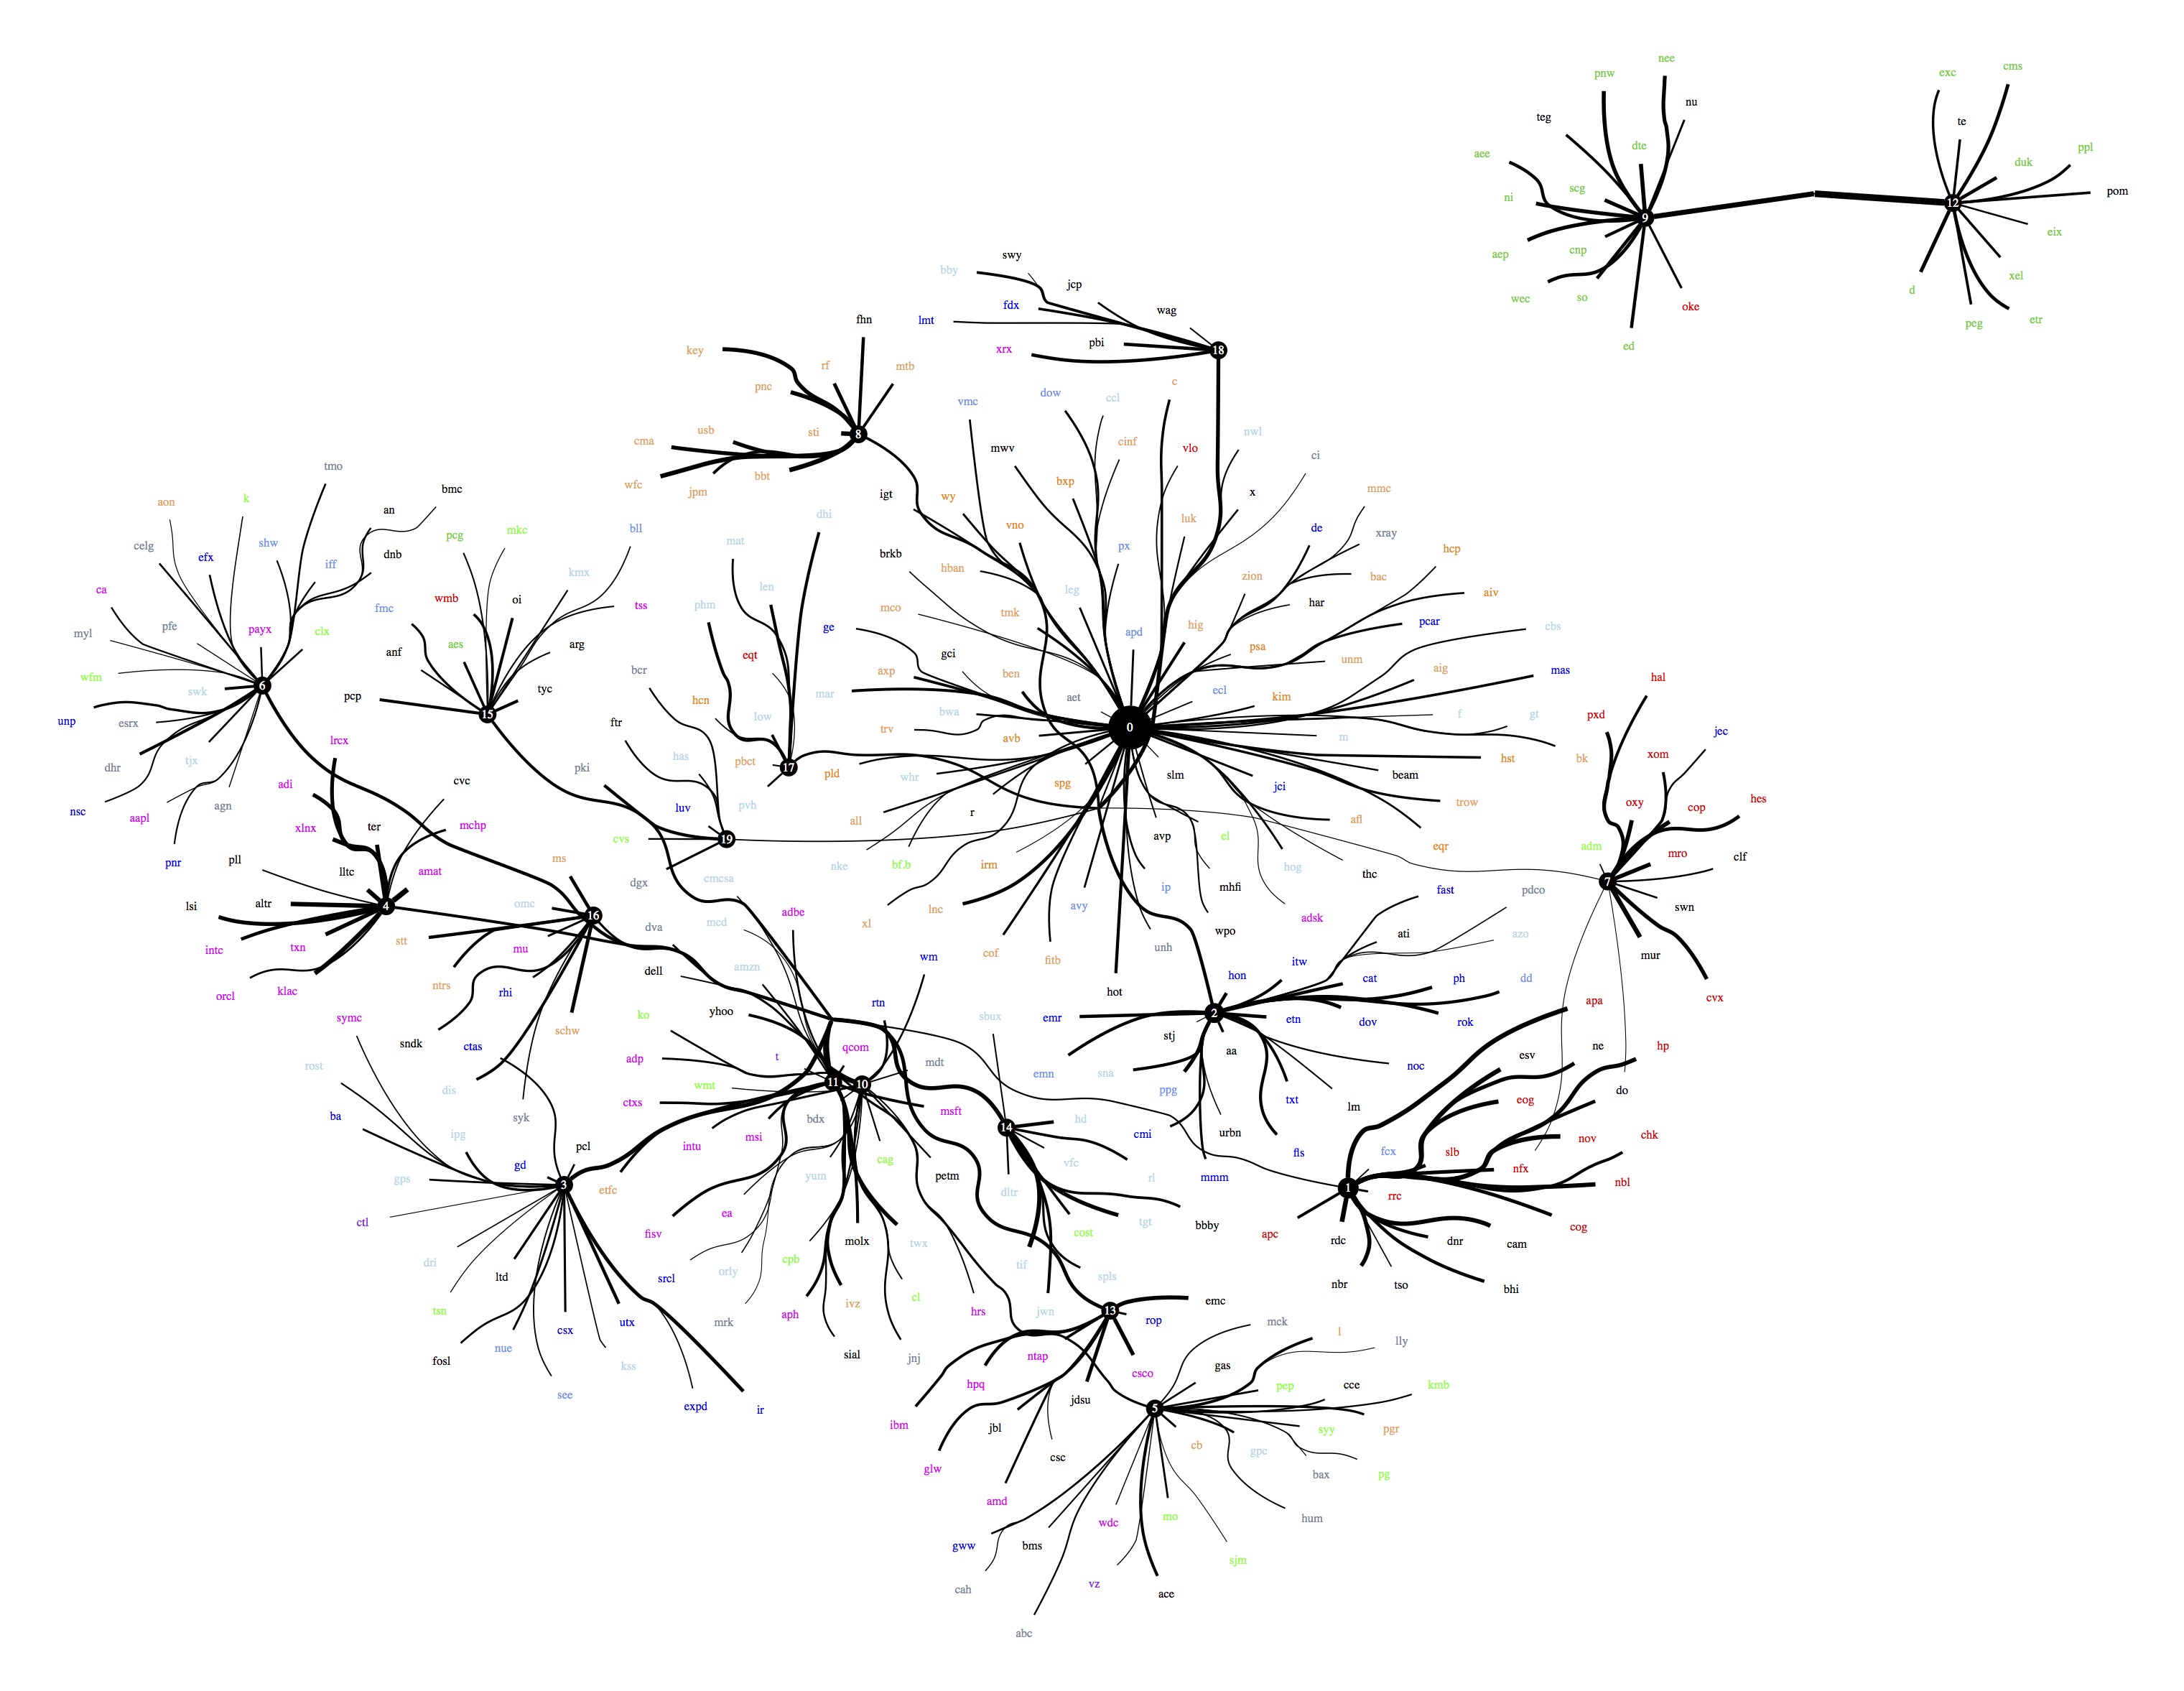 nee
pnw
cms
exc
nu
teg
te
dte
ppl
aee
duk
scg
pom
ni
12
9
eix
cnp
aep
swy
bby
xel
jcp
d
so
wec
fdx
oke
wag
lmt
fhn
etr
peg
pbi
ed
xrx
18
key
rf
mtb
c
pnc
dow
ccl
vmc
usb
sti
8
nwl
cma
cinf
mwv
vlo
ci
tmo
bbt
bxp
wfc
jpm
bmc
igt
wy
x
mmc
aon
k
an
dhi
luk
vno
bll
de
pcg
mkc
xray
mat
px
celg
shw
hcp
efx
dnb
brkb
iff
hban
kmx
zion
bac
len
leg
ca
aiv
wmb
oi
har
phm
tss
fmc
mco
tmk
pcar
hig
ge
cbs
payx
clx
apd
myl
pfe
aes
arg
psa
anf
eqt
gci
unm
aig
bcr
axp
ben
mas
wfm
hal
6
tyc
swk
ecl
mar
aet
kim
pcp
hcn
bwa
f
gt
pxd
15
low
unp
esrx
ftr
trv
0
jec
avb
m
lrcx
has
xom
tjx
pbct
hst
bk
dhr
pki
17
pld
whr
slm
beam
cvc
adi
spg
jci
hes
trow
oxy
agn
luv
pvh
cop
nsc
r
aapl
all
afl
xlnx
ter
mchp
avp
el
cvs
19
eqr
adm
mro
clf
pll
ms
nke
bf.b
irm
hog
lltc
amat
thc
dgx
cmcsa
7
pnr
ip
mhfi
fast
pdco
altr
omc
lsi
4
avy
swn
adbe
lnc
16
adsk
mcd
xl
dva
wpo
ati
azo
intc
txn
stt
mu
unh
cof
wm
mur
fitb
itw
dell
amzn
hon
cat
ph
dd
ntrs
klac
orcl
rhi
hot
cvx
apa
rtn
yhoo
2
ko
sbux
emr
etn
dov
rok
symc
schw
stj
sndk
ctas
qcom
aa
hp
ne
t
adp
mdt
esv
rost
noc
sna
emn
11
10
wmt
dis
ppg
do
txt
eog
ctxs
lm
msft
ba
syk
bdx
hd
14
cmi
urbn
ipg
msi
nov
chk
intu
pcl
fls
fcx
slb
cag
vfc
gd
nfx
yum
petm
gps
rl
mmm
3
etfc
nbl
1
dltr
rrc
ea
ctl
tgt
bbby
cog
fisv
cost
apc
molx
twx
rdc
dnr
cam
cpb
dri
tif
orly
srcl
spls
ltd
nbr
tso
bhi
cl
emc
ivz
tsn
hrs
jwn
13
aph
mrk
rop
utx
csx
mck
l
lly
nue
sial
jnj
ntap
fosl
kss
gas
csco
hpq
pep
cce
kmb
see
jdsu
expd
ir
5
ibm
jbl
syy
pgr
cb
gpc
csc
glw
bax
pg
amd
mo
hum
wdc
gww
bms
sjm
vz
cah
ace
abc